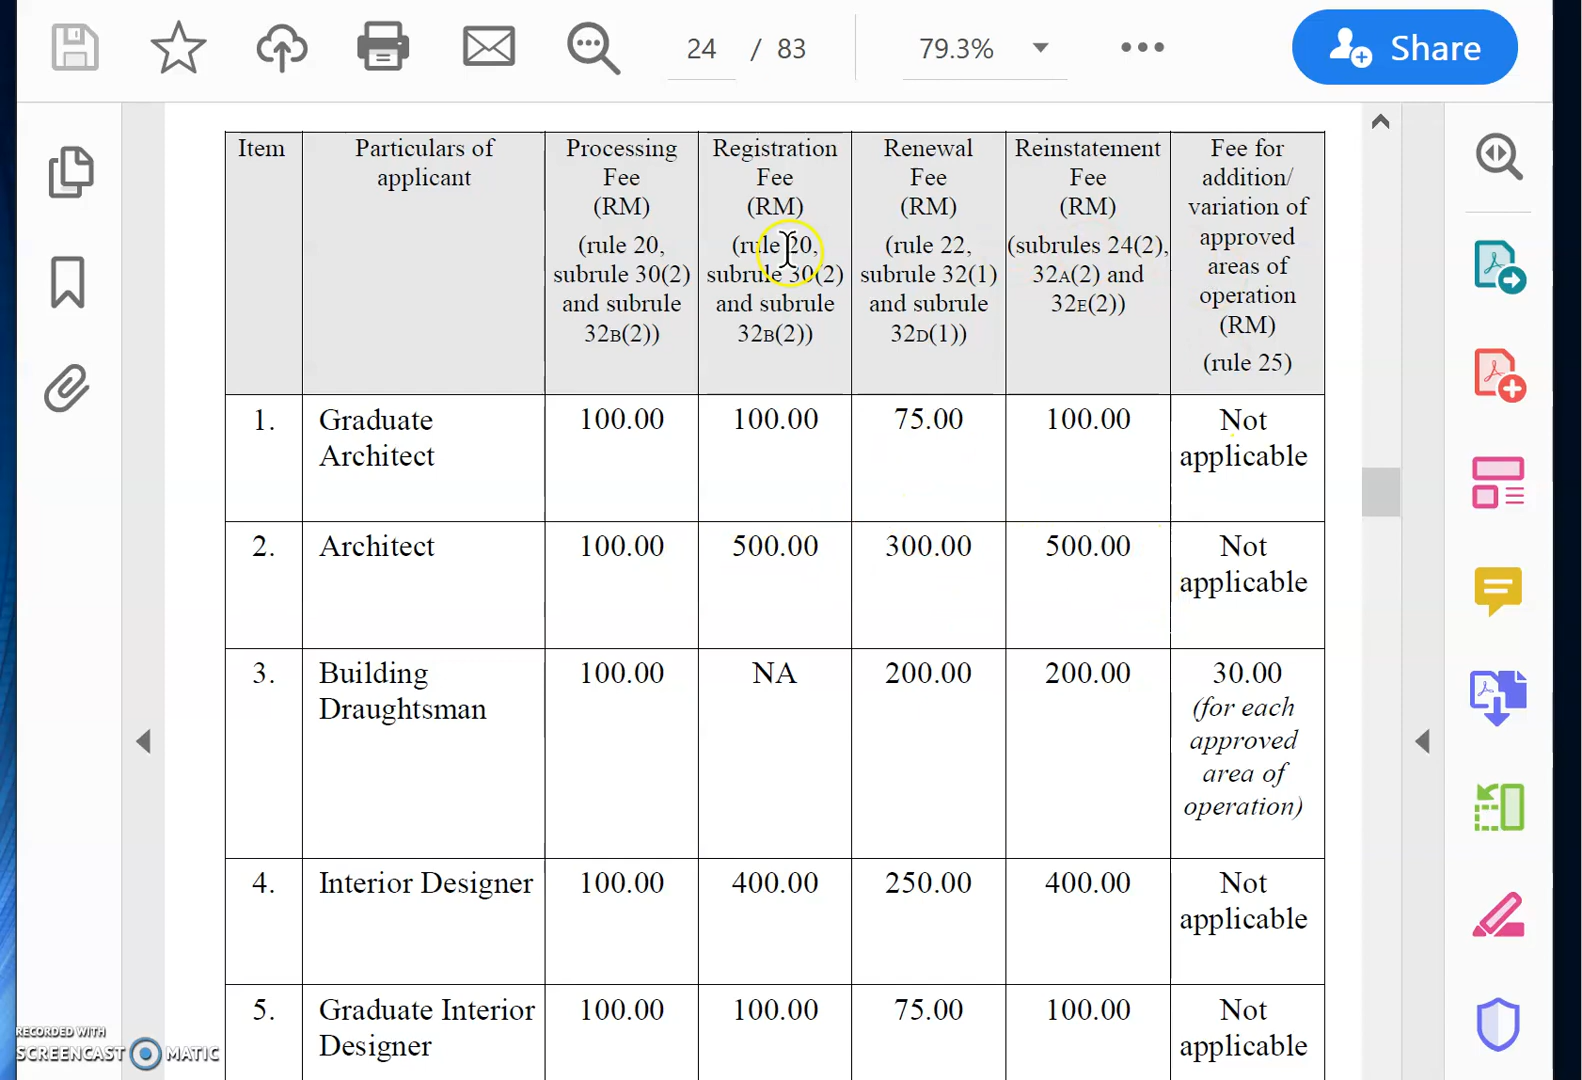 24 / 83
79.3%
Share
Item
Particulars of
applicant
Processing
Fee
(RM)
(rule 20,
subrule 30(2)
and subrule
32B(2))
Registration
Fee
(RM)
(rule 20,
subrule 30(2)
and subrule
32B(2))
Renewal
Fee
(RM)
(rule 22,
subrule 32(1)
and subrule
32D(1))
Reinstatement
Fee
(RM)
(subrules 24(2),
32A(2) and
32E(2))
Fee for
addition/
variation of
approved
areas of
operation
(RM)
(rule 25)
1.
Graduate
Architect
100.00
100.00
75.00
100.00
Not
applicable
2.
Architect
100.00
500.00
300.00
500.00
Not
applicable
3.
Building
Draughtsman
100.00
NA
200.00
200.00
30.00
(for each
approved
area of
operation)
4.
Interior Designer
100.00
400.00
250.00
400.00
Not
applicable
5.
Graduate Interior
Designer
100.00
100.00
75.00
100.00
Not
applicable
RECORDED WITH
SCREENCAST MATIC